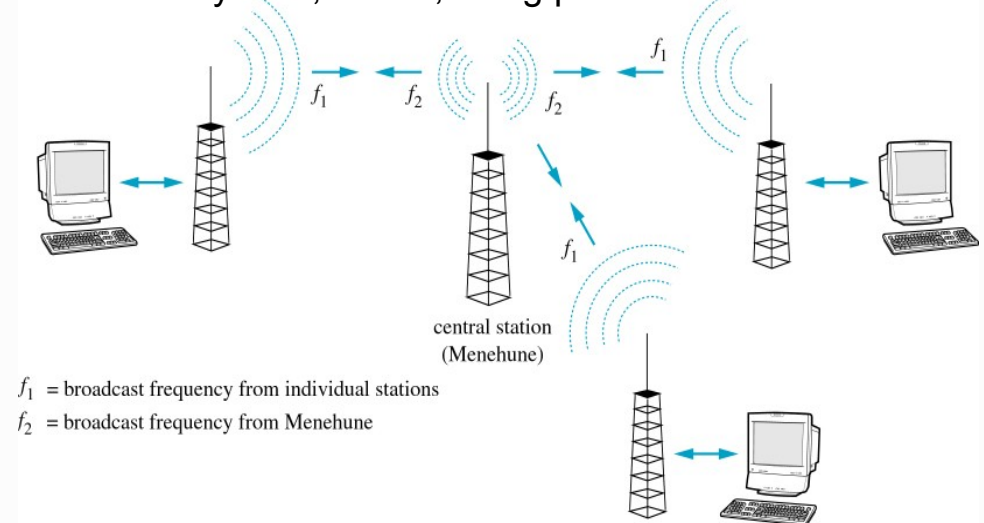 f₁
f₂
f₂
f₁
f₁
central station
(Menehune)
f₁ = broadcast frequency from individual stations
f₂ = broadcast frequency from Menehune